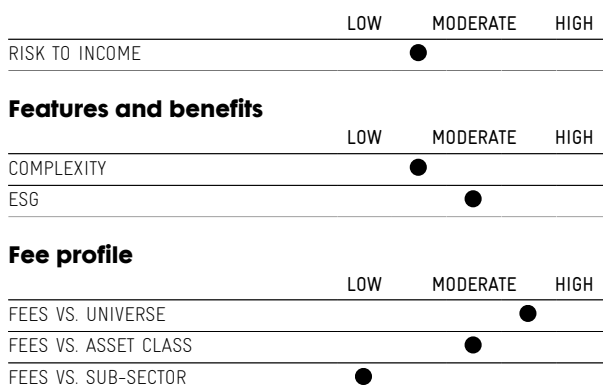 LOW MODERATE HIGH
RISK TO INCOME
Features and benefits
LOW MODERATE HIGH
COMPLEXITY
ESG
Fee profile
LOW MODERATE HIGH
FEES VS. UNIVERSE
FEES VS. ASSET CLASS
FEES VS. SUB-SECTOR